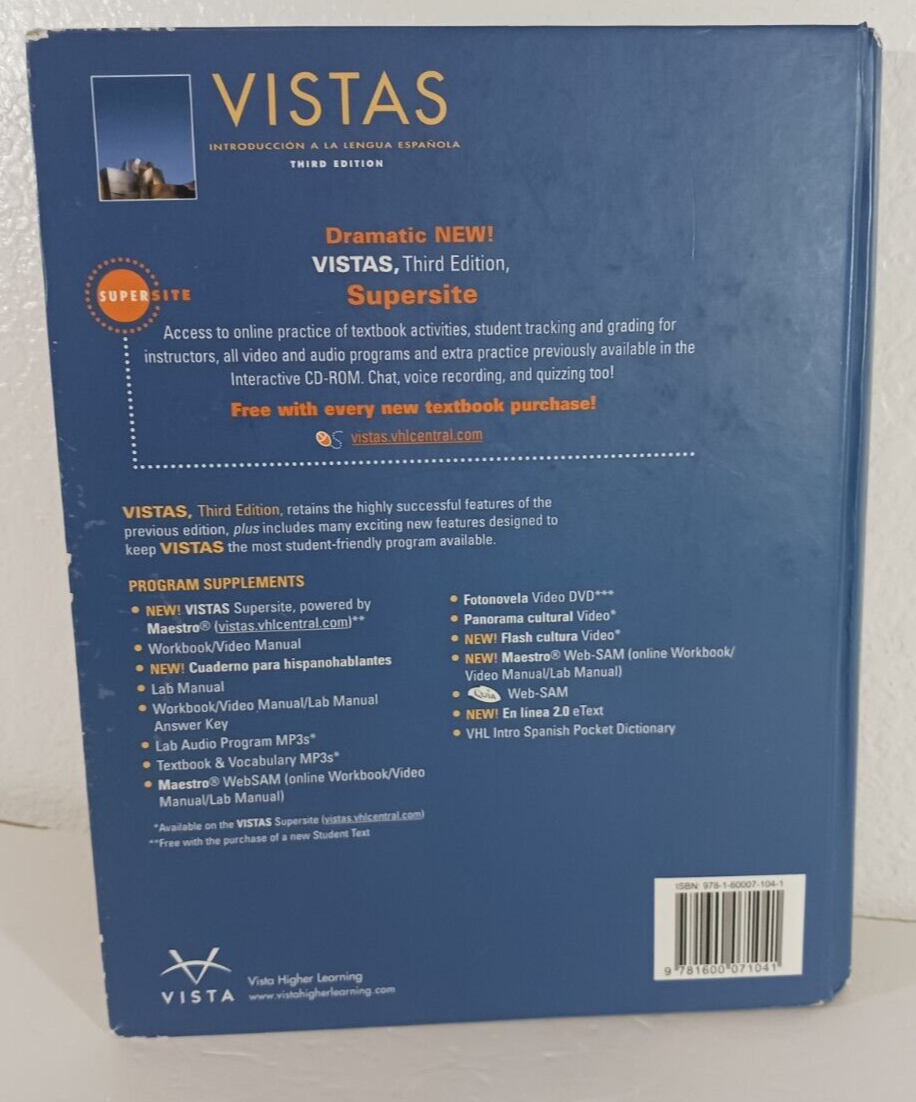 VISTAS
INTRODUCCIÓN A LA LENGUA ESPAÑOLA
THIRD EDITION
Dramatic NEW!
VISTAS, Third Edition,
Supersite
SUPERSITE
Access to online practice of textbook activities, student tracking and grading for
instructors, all video and audio programs and extra practice previously available in the
Interactive CD-ROM. Chat, voice recording, and quizzing too!
Free with every new textbook purchase!
vistas.vhlcentral.com
VISTAS, Third Edition, retains the highly successful features of the
previous edition, plus includes many exciting new features designed to
keep VISTAS the most student-friendly program available.
PROGRAM SUPPLEMENTS
• NEW! VISTAS Supersite, powered by
Maestro® (vistas.vhlcentral.com)**
• Workbook/Video Manual
• NEW! Cuaderno para hispanohablantes
• Lab Manual
• Workbook/Video Manual/Lab Manual
Answer Key
• Lab Audio Program MP3s*
• Textbook & Vocabulary MP3s*
• Maestro® WebSAM (online Workbook/Video
Manual/Lab Manual)
• Fotonovela Video DVD***
• Panorama cultural Video*
• NEW! Flash cultura Video*
• NEW! Maestro® Web-SAM (online Workbook/
Video Manual/Lab Manual)
• Quia Web-SAM
• NEW! En línea 2.0 eText
• VHL Intro Spanish Pocket Dictionary
*Available on the VISTAS Supersite (vistas.vhlcentral.com)
**Free with the purchase of a new Student Text
ISBN: 978-1-60007-104-1
9 781600 071041
VISTA
Vista Higher Learning
www.vistahigherlearning.com